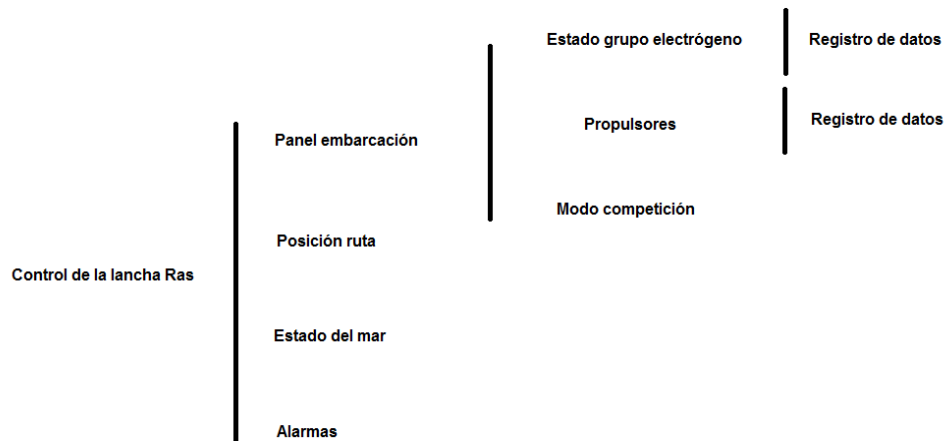 Estado grupo electrógeno
Registro de datos
Propulsores
Registro de datos
Panel embarcación
Modo competición
Posición ruta
Control de la lancha Ras
Estado del mar
Alarmas